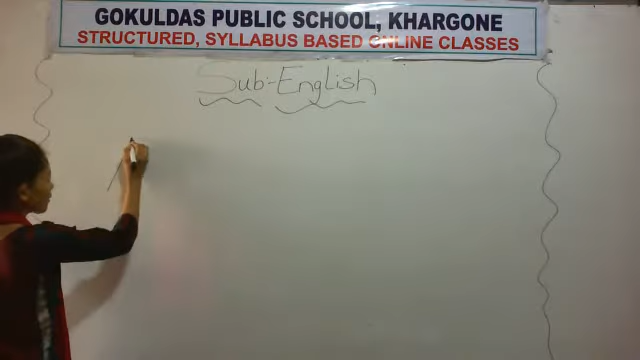 GOKULDAS PUBLIC SCHOOL, KHARGONE
STRUCTURED, SYLLABUS BASED ONLINE CLASSES
Sub:-English